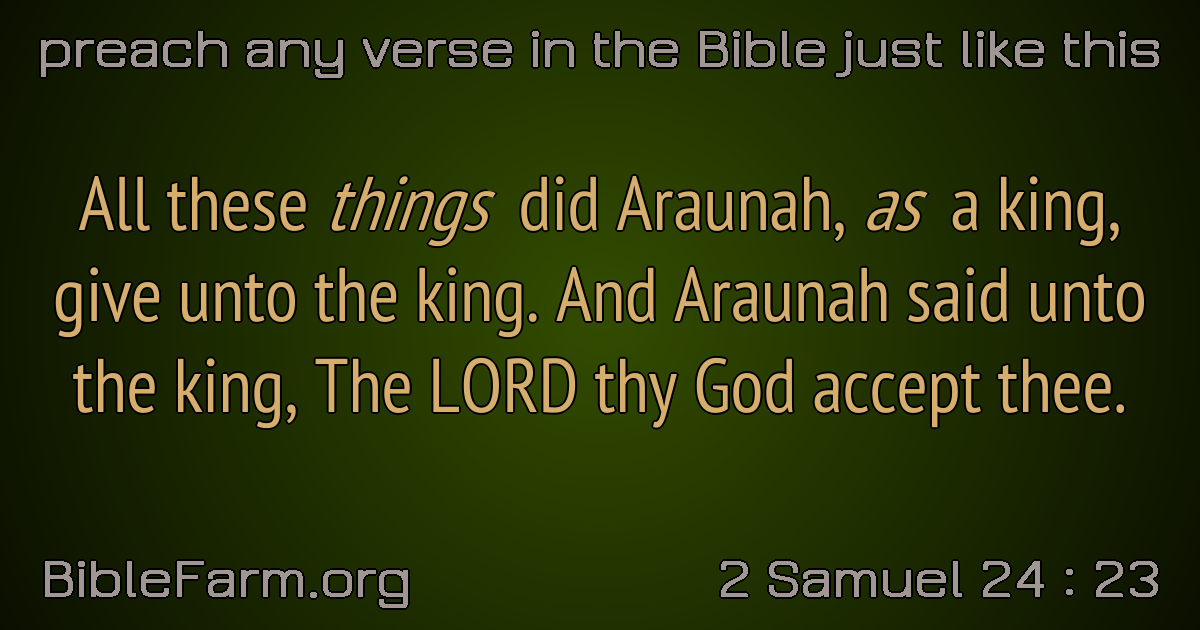 preach any verse in the Bible just like this
All these things did Araunah, as a king,
give unto the king. And Araunah said unto
the king, The LORD thy God accept thee.
BibleFarm.org
2 Samuel 24 : 23